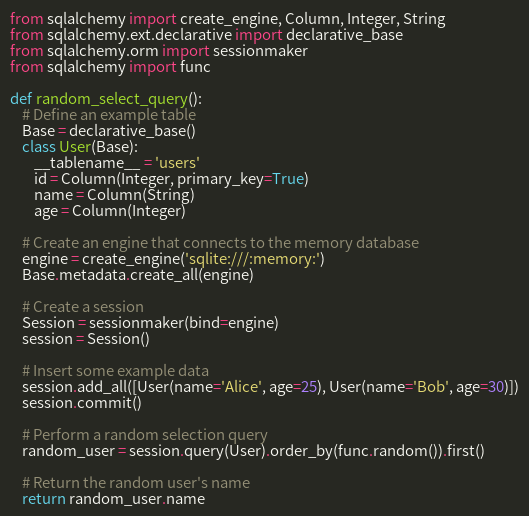 from sqlalchemy import create_engine, Column, Integer, String
from sqlalchemy.ext.declarative import declarative_base
from sqlalchemy.orm import sessionmaker
from sqlalchemy import func

def random_select_query():
    # Define an example table
    Base = declarative_base()
    class User(Base):
        __tablename__ = 'users'
        id = Column(Integer, primary_key=True)
        name = Column(String)
        age = Column(Integer)

    # Create an engine that connects to the memory database
    engine = create_engine('sqlite:///:memory:')
    Base.metadata.create_all(engine)

    # Create a session
    Session = sessionmaker(bind=engine)
    session = Session()

    # Insert some example data
    session.add_all([User(name='Alice', age=25), User(name='Bob', age=30)])
    session.commit()

    # Perform a random selection query
    random_user = session.query(User).order_by(func.random()).first()

    # Return the random user's name
    return random_user.name